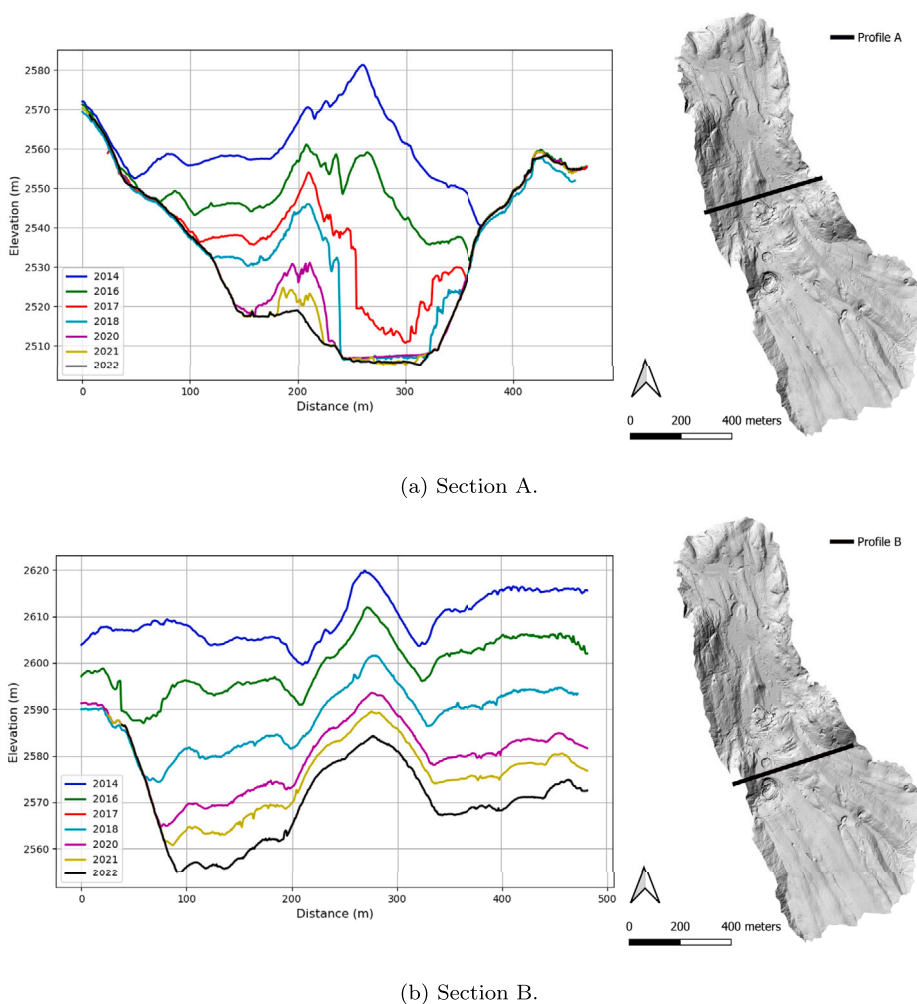 Profile A
2580
2570
2560
2550
2540
2530
2520
2510
Elevation (m)
2014
2016
2017
2018
2020
2021
2022
0 100 200 300 400
Distance (m)
0 200 400 meters
(a) Section A.
Profile B
2620
2610
2600
2590
2580
2570
2560
Elevation (m)
2014
2016
2017
2018
2020
2021
2022
0 100 200 300 400 500
Distance (m)
0 200 400 meters
(b) Section B.